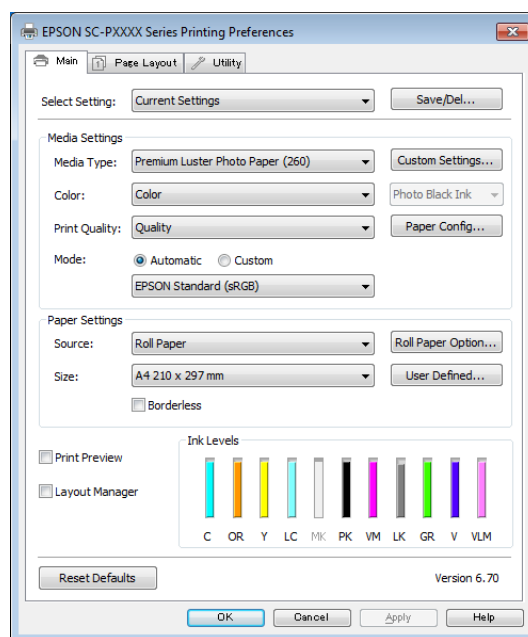 EPSON SC-PXXXX Series Printing Preferences
Main Page Layout Utility
Select Setting: Current Settings Save/Del...
Media Settings
Media Type: Premium Luster Photo Paper (260) Custom Settings...
Color: Color Photo Black Ink
Print Quality: Quality Paper Config...
Mode: Automatic Custom
EPSON Standard (sRGB)
Paper Settings
Source: Roll Paper Roll Paper Option...
Size: A4 210 x 297 mm User Defined...
Borderless
Ink Levels
Print Preview
Layout Manager
C OR Y LC MK PK VM LK GR V VLM
Reset Defaults Version 6.70
OK Cancel Apply Help